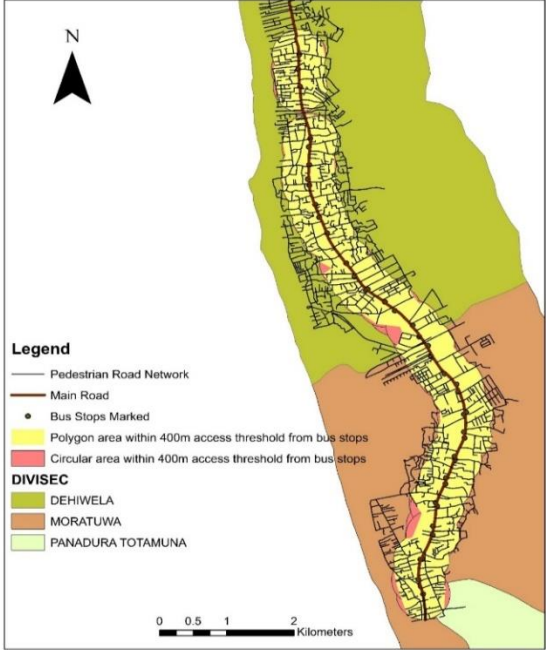 N
Legend
Pedestrian Road Network
Main Road
Bus Stops Marked
Polygon area within 400m access threshold from bus stops
Circular area within 400m access threshold from bus stops
DIVISEC
DEHIWELA
MORATUWA
PANADURA TOTAMUNA
0 0.5 1 2
Kilometers